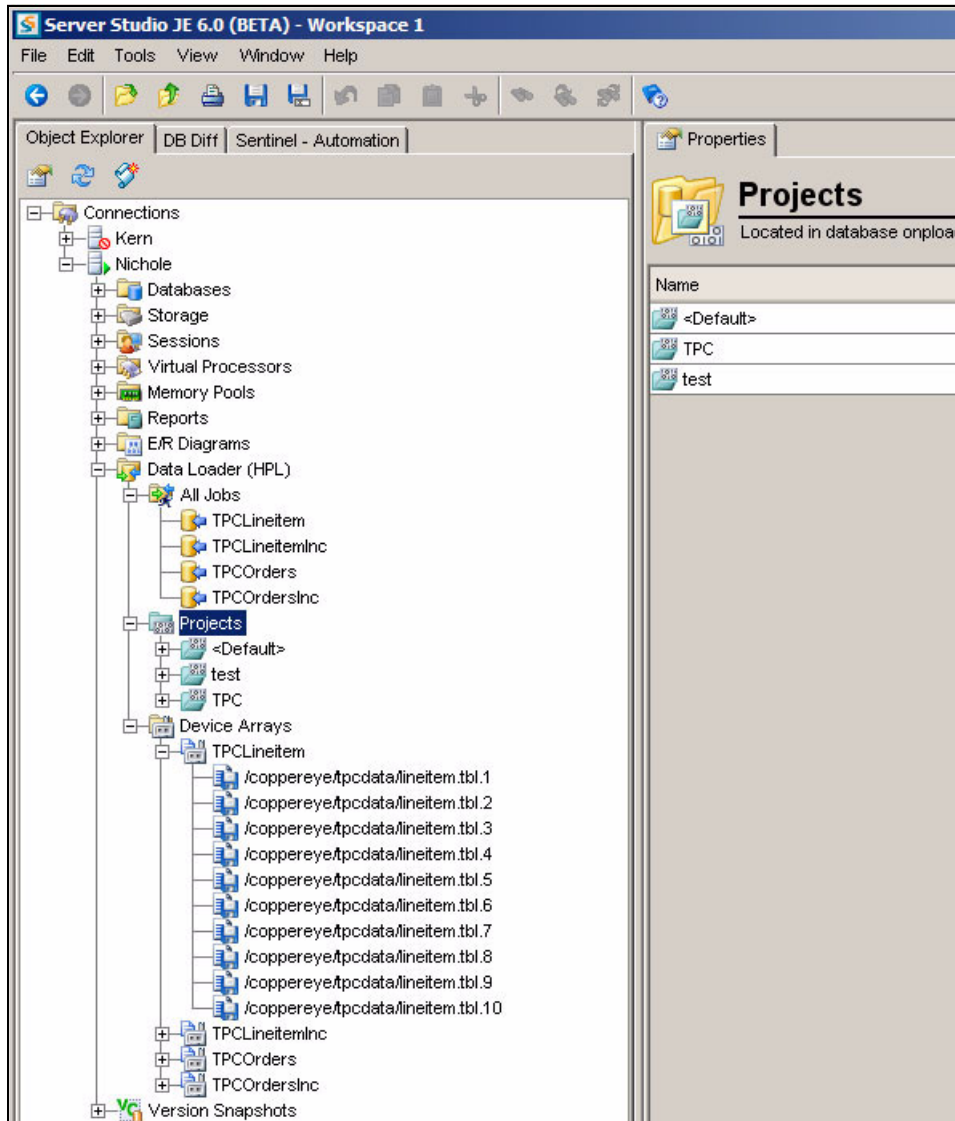 Server Studio JE 6.0 (BETA) - Workspace 1
File Edit Tools View Window Help
Object Explorer DB Diff Sentinel - Automation
Connections
Kern
Nichole
Databases
Storage
Sessions
Virtual Processors
Memory Pools
Reports
E/R Diagrams
Data Loader (HPL)
All Jobs
TPCLineitem
TPCLineitemInc
TPCOrders
TPCOrdersInc
Projects
<Default>
test
TPC
Device Arrays
TPCLineitem
/coppereye/tpcdata/lineitem.tbl.1
/coppereye/tpcdata/lineitem.tbl.2
/coppereye/tpcdata/lineitem.tbl.3
/coppereye/tpcdata/lineitem.tbl.4
/coppereye/tpcdata/lineitem.tbl.5
/coppereye/tpcdata/lineitem.tbl.6
/coppereye/tpcdata/lineitem.tbl.7
/coppereye/tpcdata/lineitem.tbl.8
/coppereye/tpcdata/lineitem.tbl.9
/coppereye/tpcdata/lineitem.tbl.10
TPCLineitemInc
TPCOrders
TPCOrdersInc
Version Snapshots
Properties
Projects
Located in database onploa
Name
<Default>
TPC
test